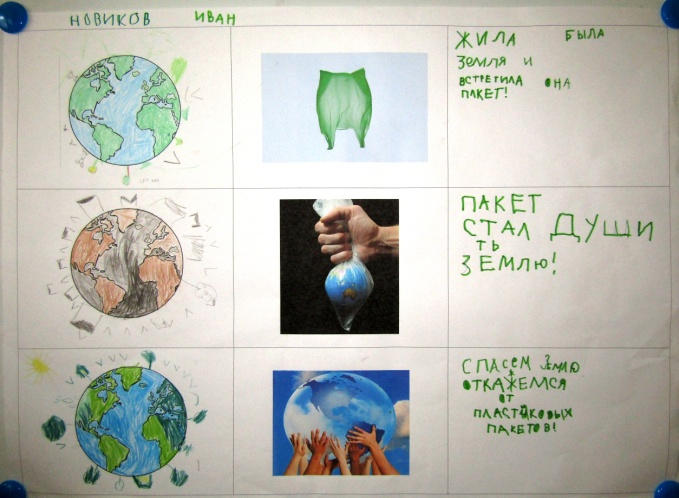 НОВИКОВ ИВАН
ЖИЛА БЫЛА
ЗЕМЛЯ И
ВСТРЕТИЛА ОНА
ПАКЕТ!
ПАКЕТ
СТАЛ ДУШИ
ТЬ
ЗЕМЛЮ!
СПАСЕМ ЗЕМЛЮ
ОТКАЖЕМСЯ
ОТ
ПЛАСТИКОВЫХ
ПАКЕТОВ!